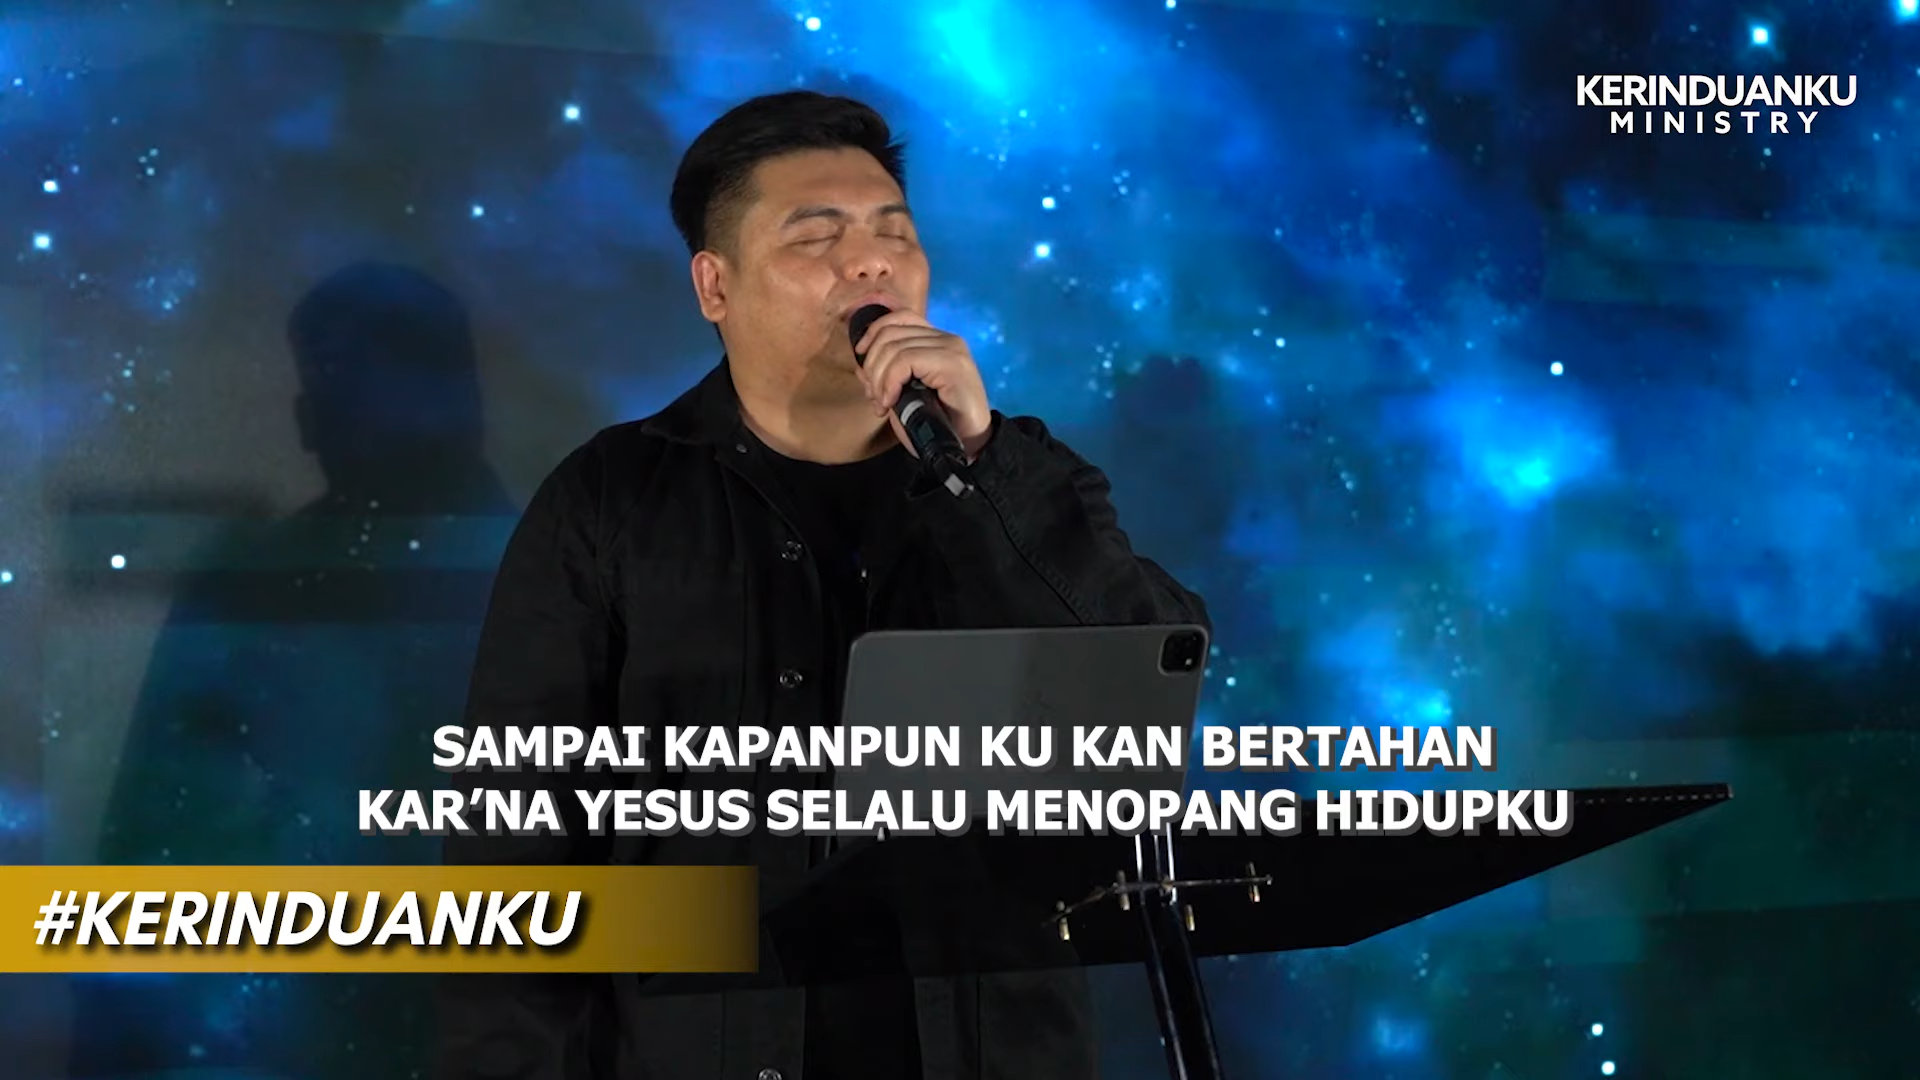 KERINDUANKU
MINISTRY
SAMPAI KAPANPUN KU KAN BERTAHAN
KAR’NA YESUS SELALU MENOPANG HIDUPKU
#KERINDUANKU